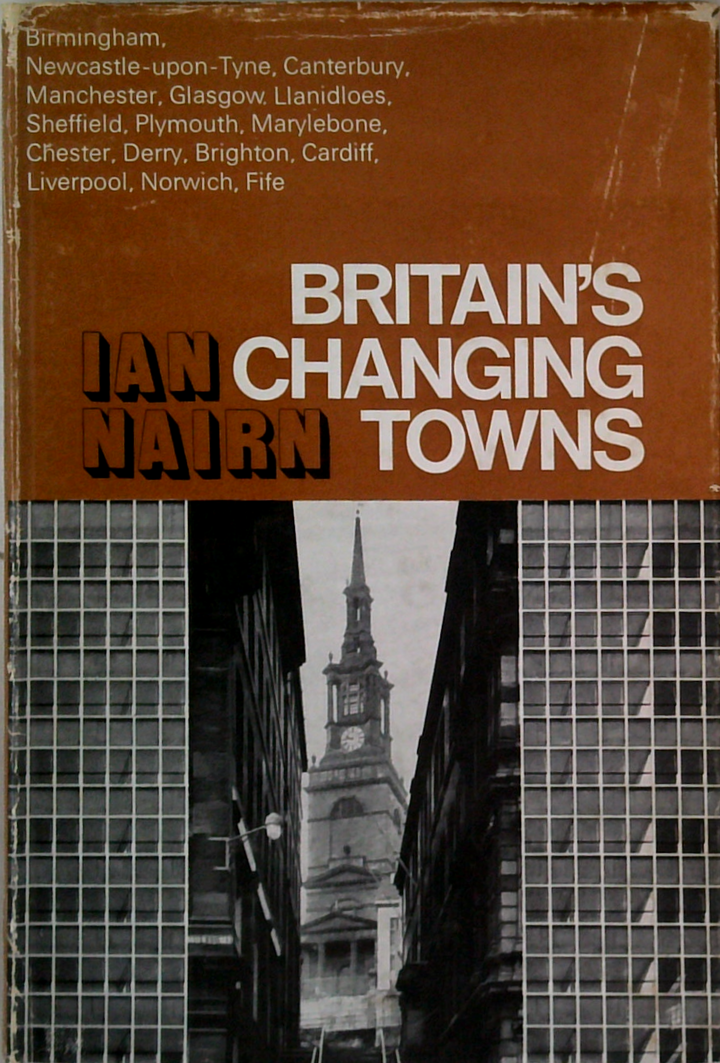 Birmingham,
Newcastle-upon-Tyne, Canterbury,
Manchester, Glasgow, Llanidloes,
Sheffield, Plymouth, Marylebone,
Chester, Derry, Brighton, Cardiff,
Liverpool, Norwich, Fife
BRITAIN'S
CHANGING
TOWNS
IAN
NAIRN